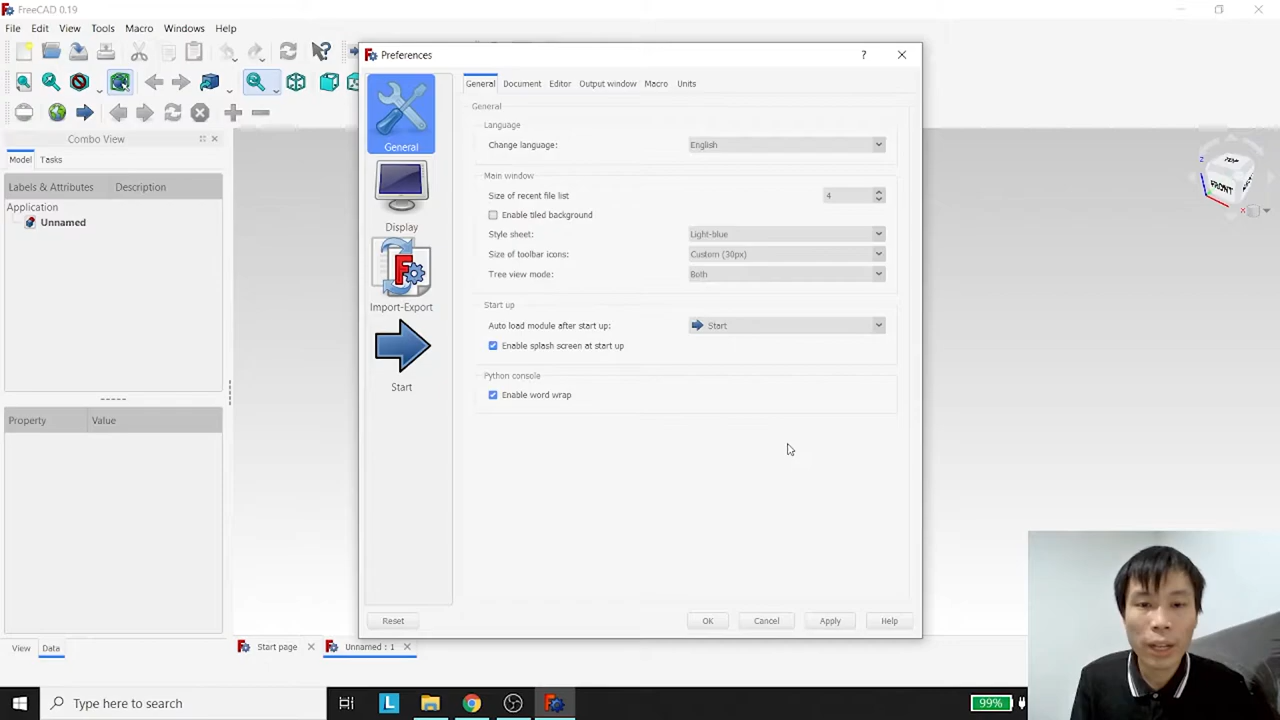 FreeCAD 0.19
File Edit View Tools Macro Windows Help
Combo View
Model Tasks
Labels & Attributes Description
Application
Unnamed
Property Value
View Data
Preferences
?
General
Display
Import-Export
Start
General Document Editor Output window Macro Units
General
Language
Change language: English
Main window
Size of recent file list 4
Enable tiled background
Style sheet: Light-blue
Size of toolbar icons: Custom (30px)
Tree view mode: Both
Start up
Auto load module after start up: Start
Enable splash screen at start up
Python console
Enable word wrap
Reset OK Cancel Apply Help
TOP
FRONT
Z
X
Start page Unnamed : 1
Type here to search
L
99%